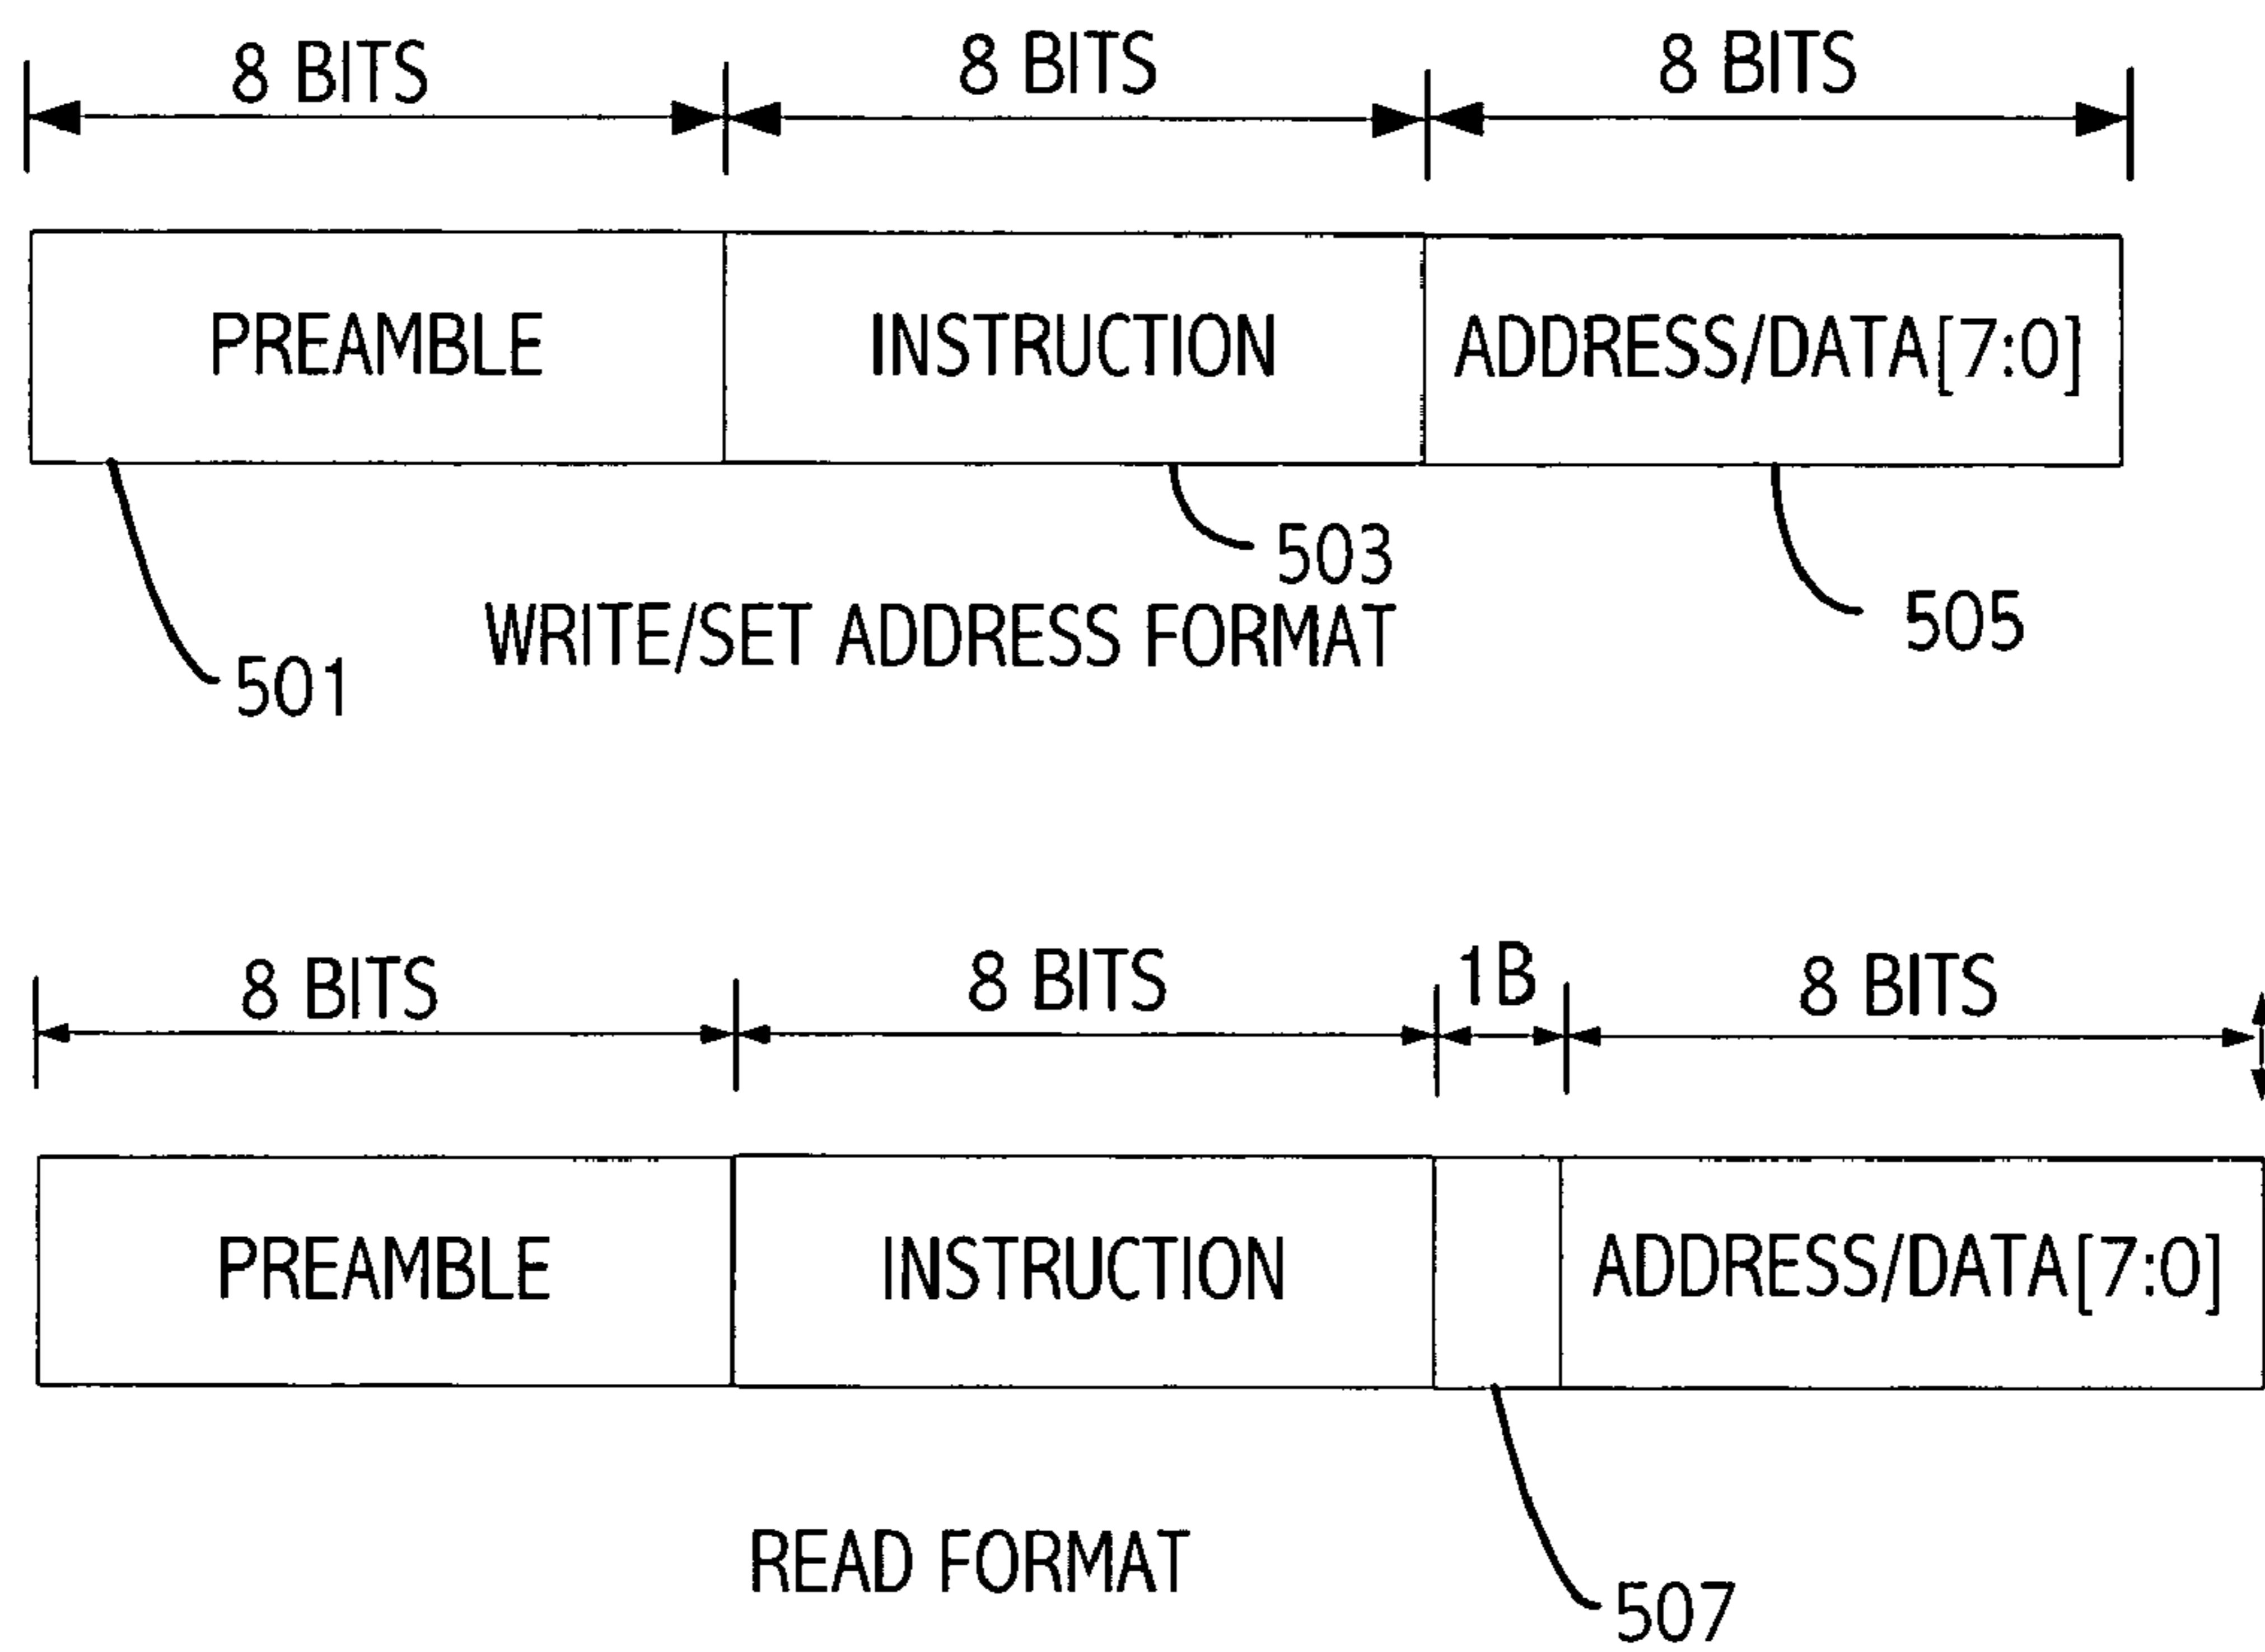 8 BITS 8 BITS 8 BITS
PREAMBLE INSTRUCTION ADDRESS/DATA[7:0]
503
505
WRITE/SET ADDRESS FORMAT
501
8 BITS 8 BITS 1B 8 BITS
PREAMBLE INSTRUCTION ADDRESS/DATA[7:0]
READ FORMAT
507